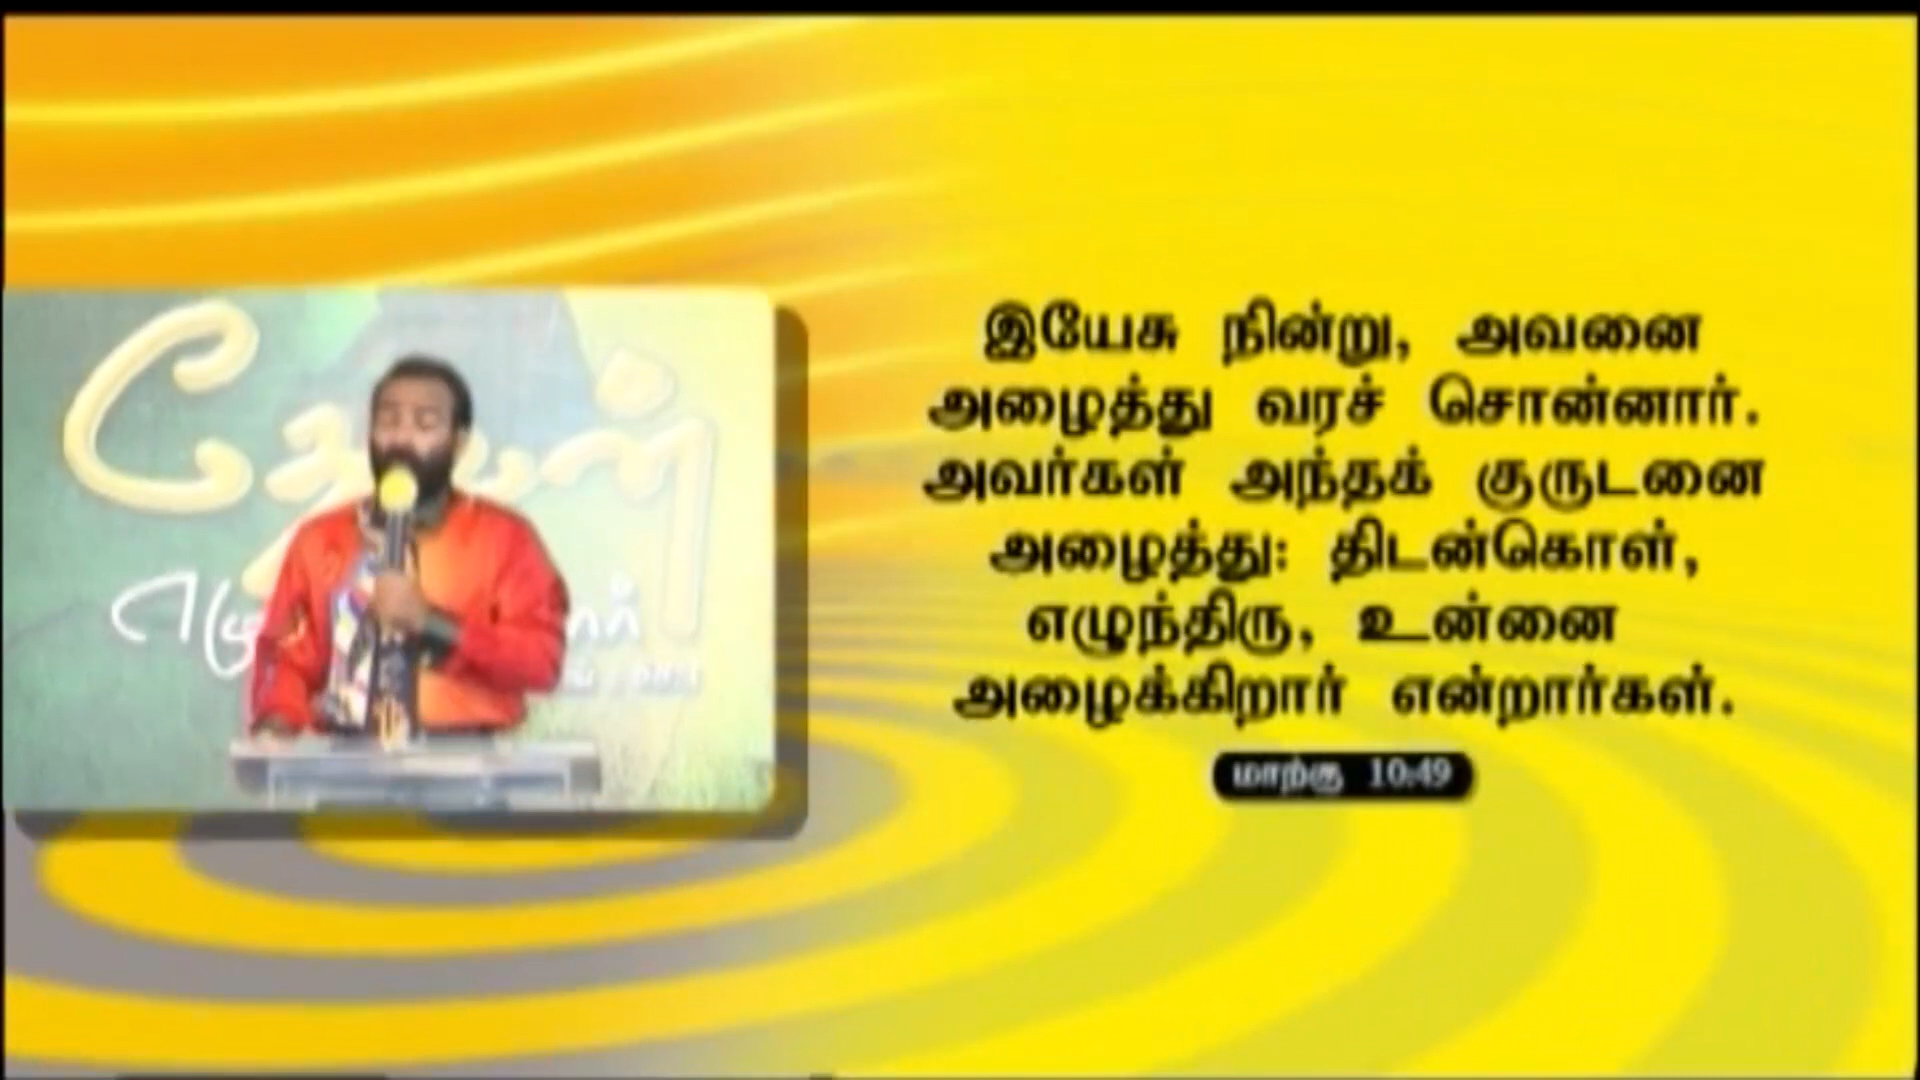 இயேசு நின்று, அவனை
அழைத்து வரச் சொன்னார்.
அவர்கள் அந்தக் குருடனை
அழைத்து: திடன்கொள்,
எழுந்திரு, உன்னை
அழைக்கிறார் என்றார்கள்.
மாற்கு 10:49